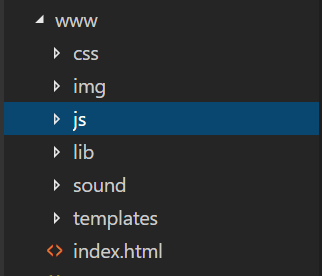 www
css
img
js
lib
sound
templates
index.html